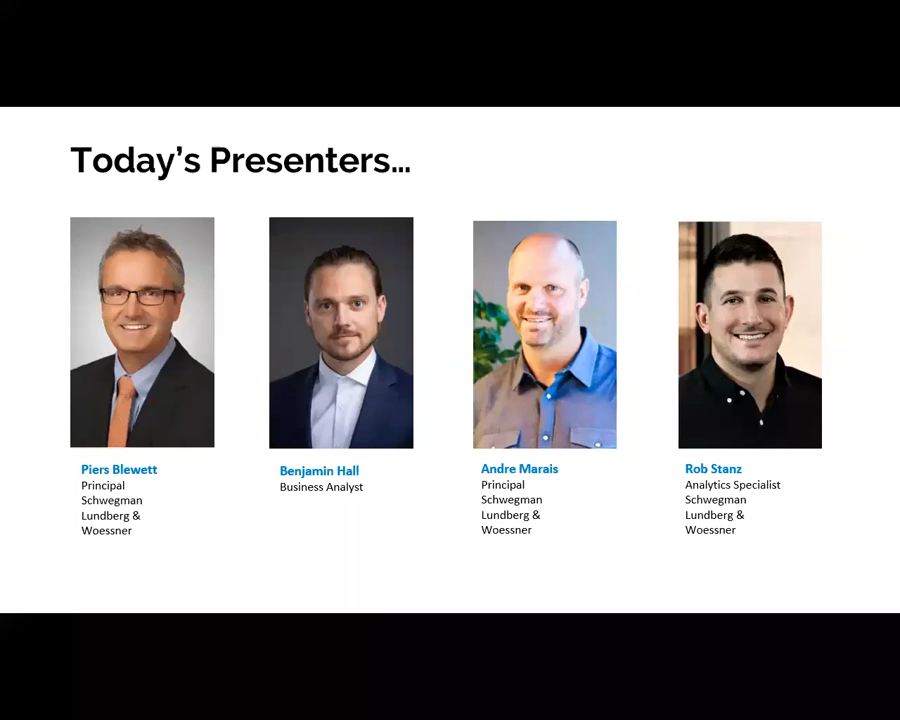 Today’s Presenters...
Piers Blewett
Principal
Schwegman
Lundberg &
Woessner
Benjamin Hall
Business Analyst
Andre Marais
Principal
Schwegman
Lundberg &
Woessner
Rob Stanz
Analytics Specialist
Schwegman
Lundberg &
Woessner